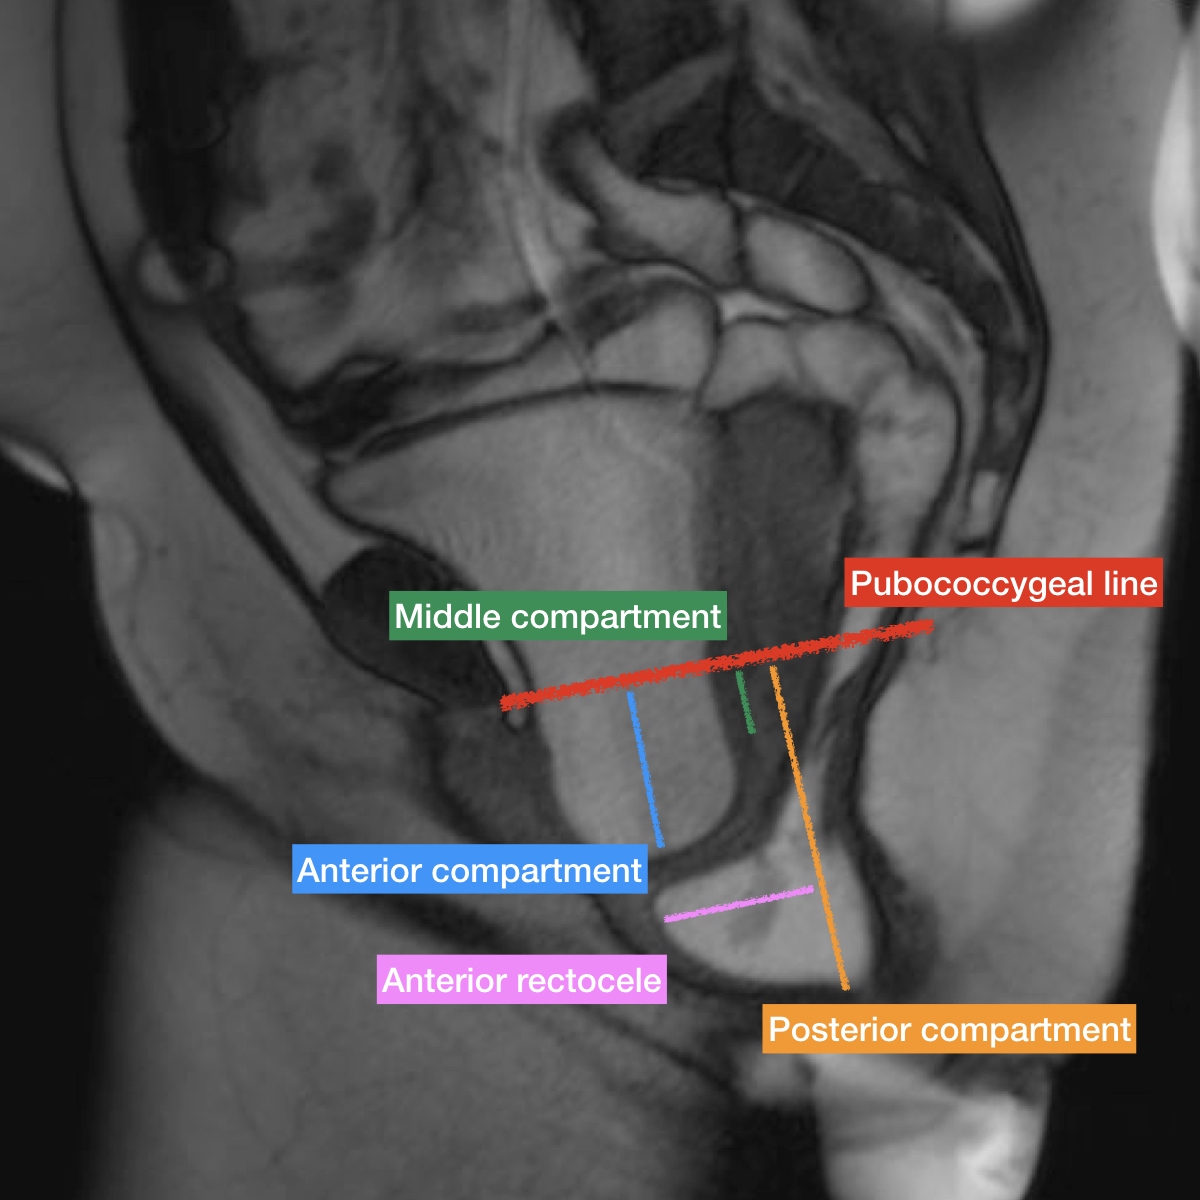 Pubococcygeal line
Middle compartment
Anterior compartment
Anterior rectocele
Posterior compartment